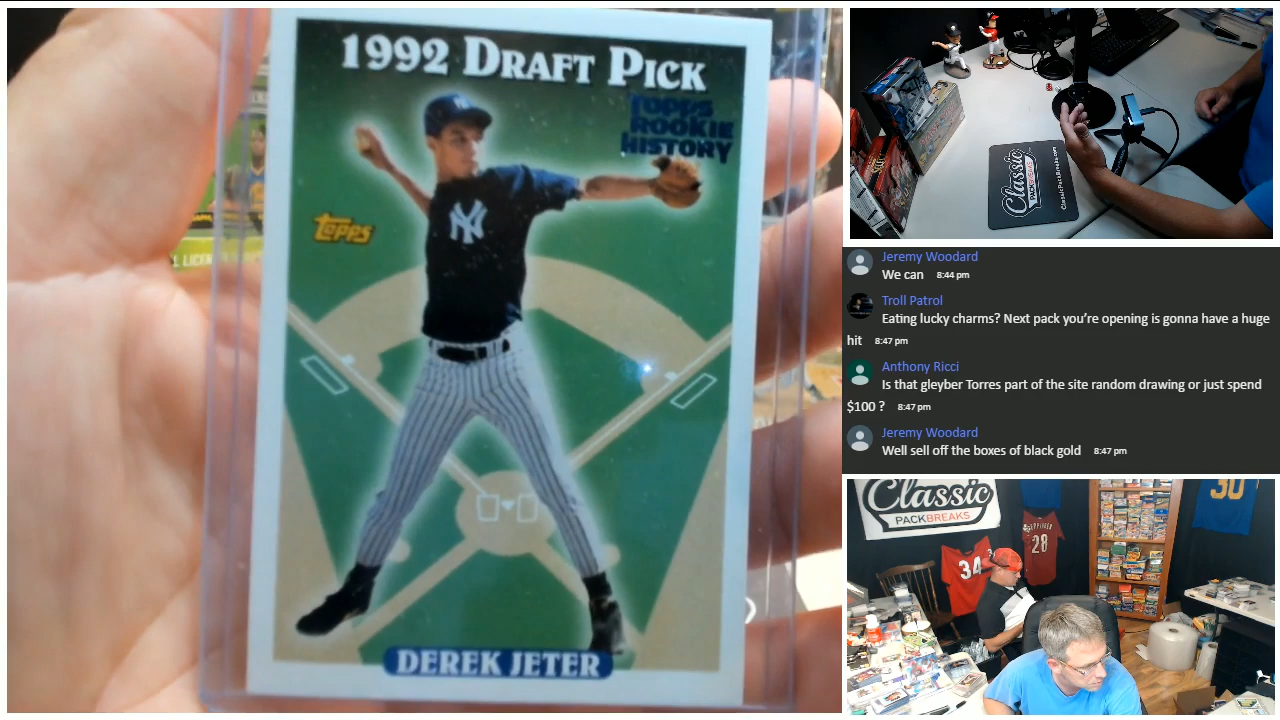 1992 DRAFT PICK
TOPPS
ROOKIE
HISTORY
Topps
NY
DEREK JETER
Classic
PACKBREAKS
ClassicPackBreaks.com
Jeremy Woodard
We can 8:44 pm
Troll Patrol
Eating lucky charms? Next pack you’re opening is gonna have a huge
hit 8:47 pm
Anthony Ricci
Is that gleyber Torres part of the site random drawing or just spend
$100 ? 8:47 pm
Jeremy Woodard
Well sell off the boxes of black gold 8:47 pm
Classic
PACKBREAKS
34
28
30